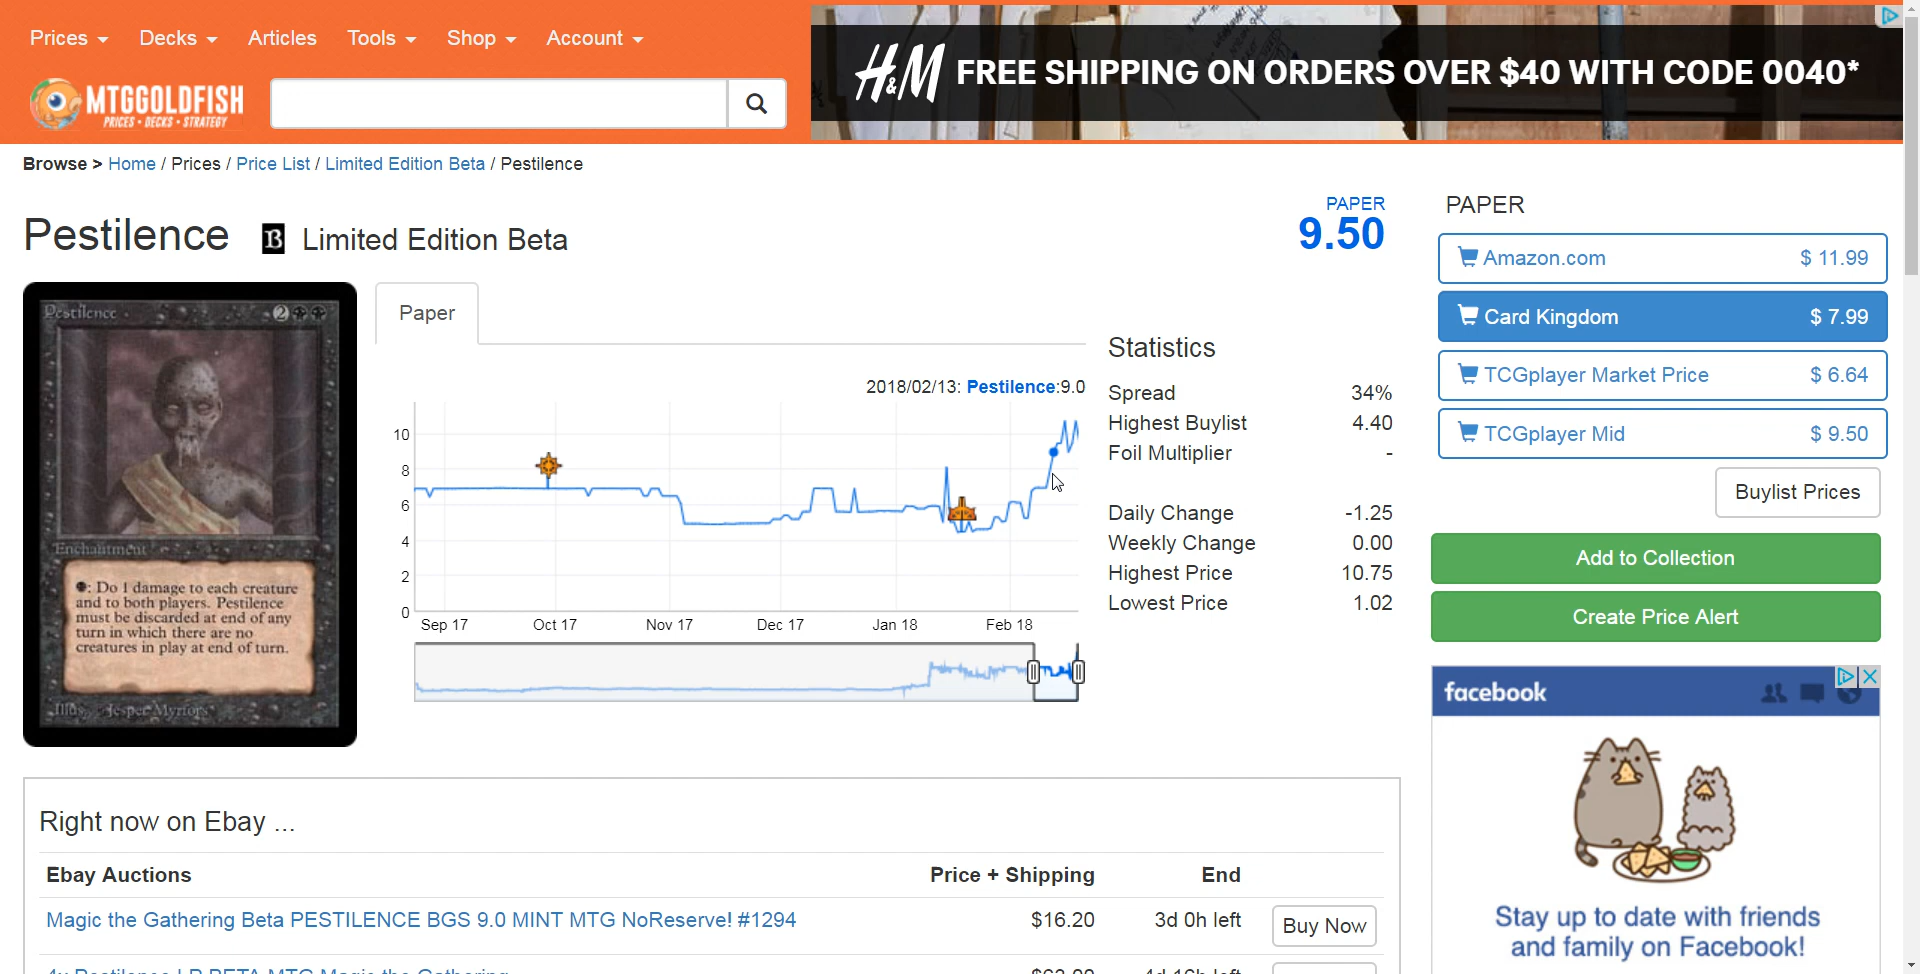 Prices Decks Articles Tools Shop Account
MTGGOLDFISH
PRICES • DECKS • STRATEGY
H&M FREE SHIPPING ON ORDERS OVER $40 WITH CODE 0040*
Browse > Home / Prices / Price List / Limited Edition Beta / Pestilence
Pestilence B Limited Edition Beta
PAPER
9.50
Pestilence 2
Enchantment
: Do 1 damage to each creature
and to both players. Pestilence
must be discarded at end of any
turn in which there are no
creatures in play at end of turn.
Illus. © Jesper Myrfors
Paper
2018/02/13: Pestilence:9.0
10
8
6
4
2
0
Sep 17 Oct 17 Nov 17 Dec 17 Jan 18 Feb 18
Statistics
Spread 34%
Highest Buylist 4.40
Foil Multiplier -
Daily Change -1.25
Weekly Change 0.00
Highest Price 10.75
Lowest Price 1.02
PAPER
Amazon.com $ 11.99
Card Kingdom $ 7.99
TCGplayer Market Price $ 6.64
TCGplayer Mid $ 9.50
Buylist Prices
Add to Collection
Create Price Alert
facebook
Stay up to date with friends
and family on Facebook!
Right now on Ebay ...
Ebay Auctions Price + Shipping End
Magic the Gathering Beta PESTILENCE BGS 9.0 MINT MTG NoReserve! #1294 $16.20 3d 0h left Buy Now
4x Pestilence LP BETA MTG Magic the Gathering